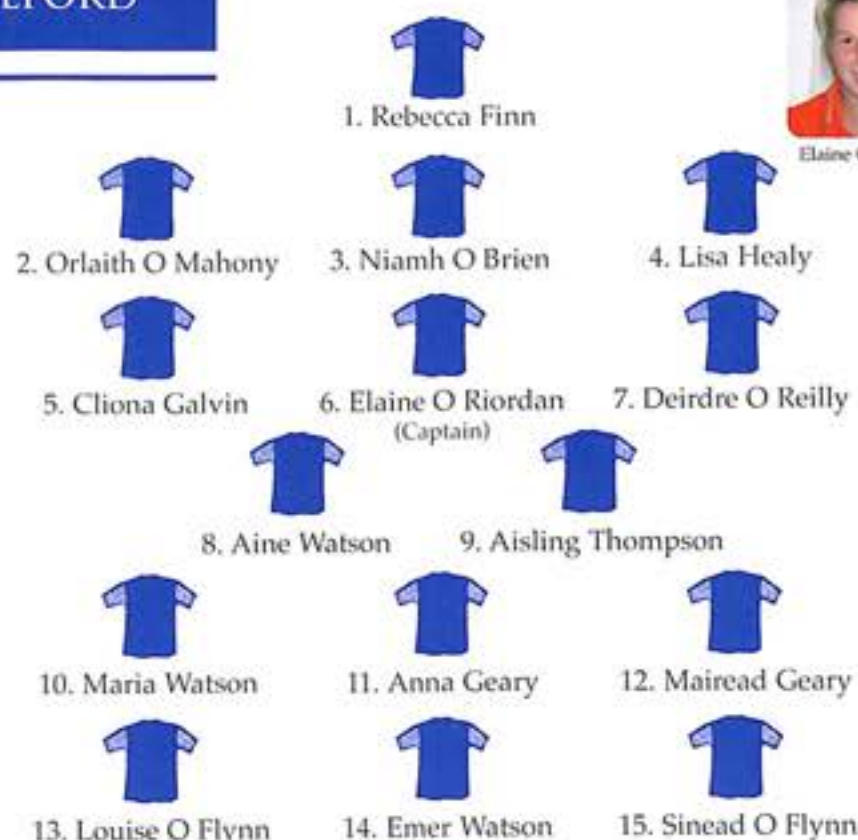 1. Rebecca Finn
Elaine
2. Orlaith O Mahony
3. Niamh O Brien
4. Lisa Healy
5. Cliona Galvin
6. Elaine O Riordan
(Captain)
7. Deirdre O Reilly
8. Aine Watson
9. Aisling Thompson
10. Maria Watson
11. Anna Geary
12. Mairead Geary
13. Louise O Flynn
14. Emer Watson
15. Sinead O Flynn